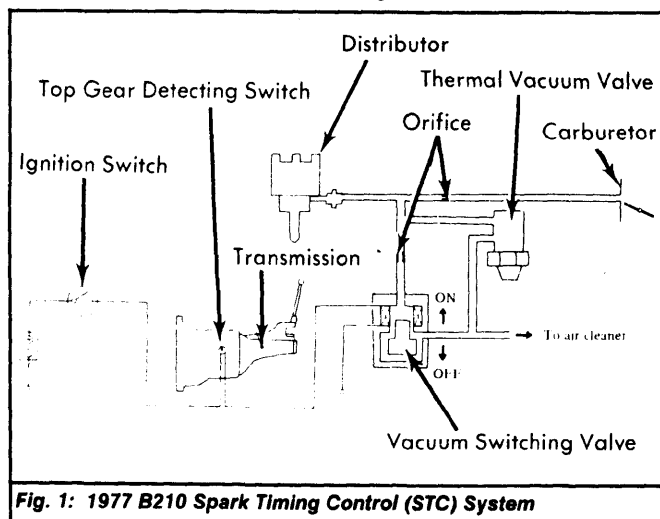 Distributor
Thermal Vacuum Valve
Top Gear Detecting Switch
Orifice
Carburetor
Ignition Switch
Transmission
ON
To air cleaner
OFF
Vacuum Switching Valve
Fig. 1: 1977 B210 Spark Timing Control (STC) System